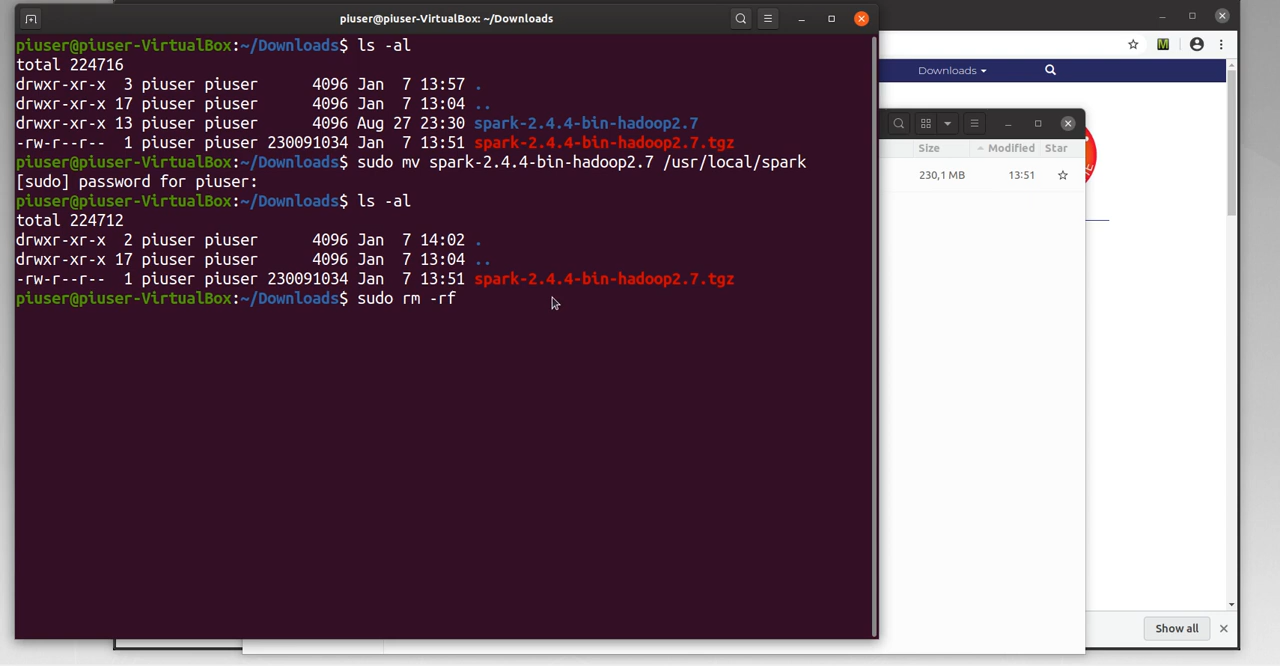 piuser@piuser-VirtualBox: ~/Downloads
piuser@piuser-VirtualBox:~/Downloads$ ls -al
total 224716
drwxr-xr-x  3 piuser piuser      4096 Jan  7 13:57 .
drwxr-xr-x 17 piuser piuser      4096 Jan  7 13:04 ..
drwxr-xr-x 13 piuser piuser      4096 Aug 27 23:30 spark-2.4.4-bin-hadoop2.7
-rw-r--r--  1 piuser piuser 230091034 Jan  7 13:51 spark-2.4.4-bin-hadoop2.7.tgz
piuser@piuser-VirtualBox:~/Downloads$ sudo mv spark-2.4.4-bin-hadoop2.7 /usr/local/spark
[sudo] password for piuser:
piuser@piuser-VirtualBox:~/Downloads$ ls -al
total 224712
drwxr-xr-x  2 piuser piuser      4096 Jan  7 14:02 .
drwxr-xr-x 17 piuser piuser      4096 Jan  7 13:04 ..
-rw-r--r--  1 piuser piuser 230091034 Jan  7 13:51 spark-2.4.4-bin-hadoop2.7.tgz
piuser@piuser-VirtualBox:~/Downloads$ sudo rm -rf
Downloads
Size Modified Star
230,1 MB 13:51
Show all